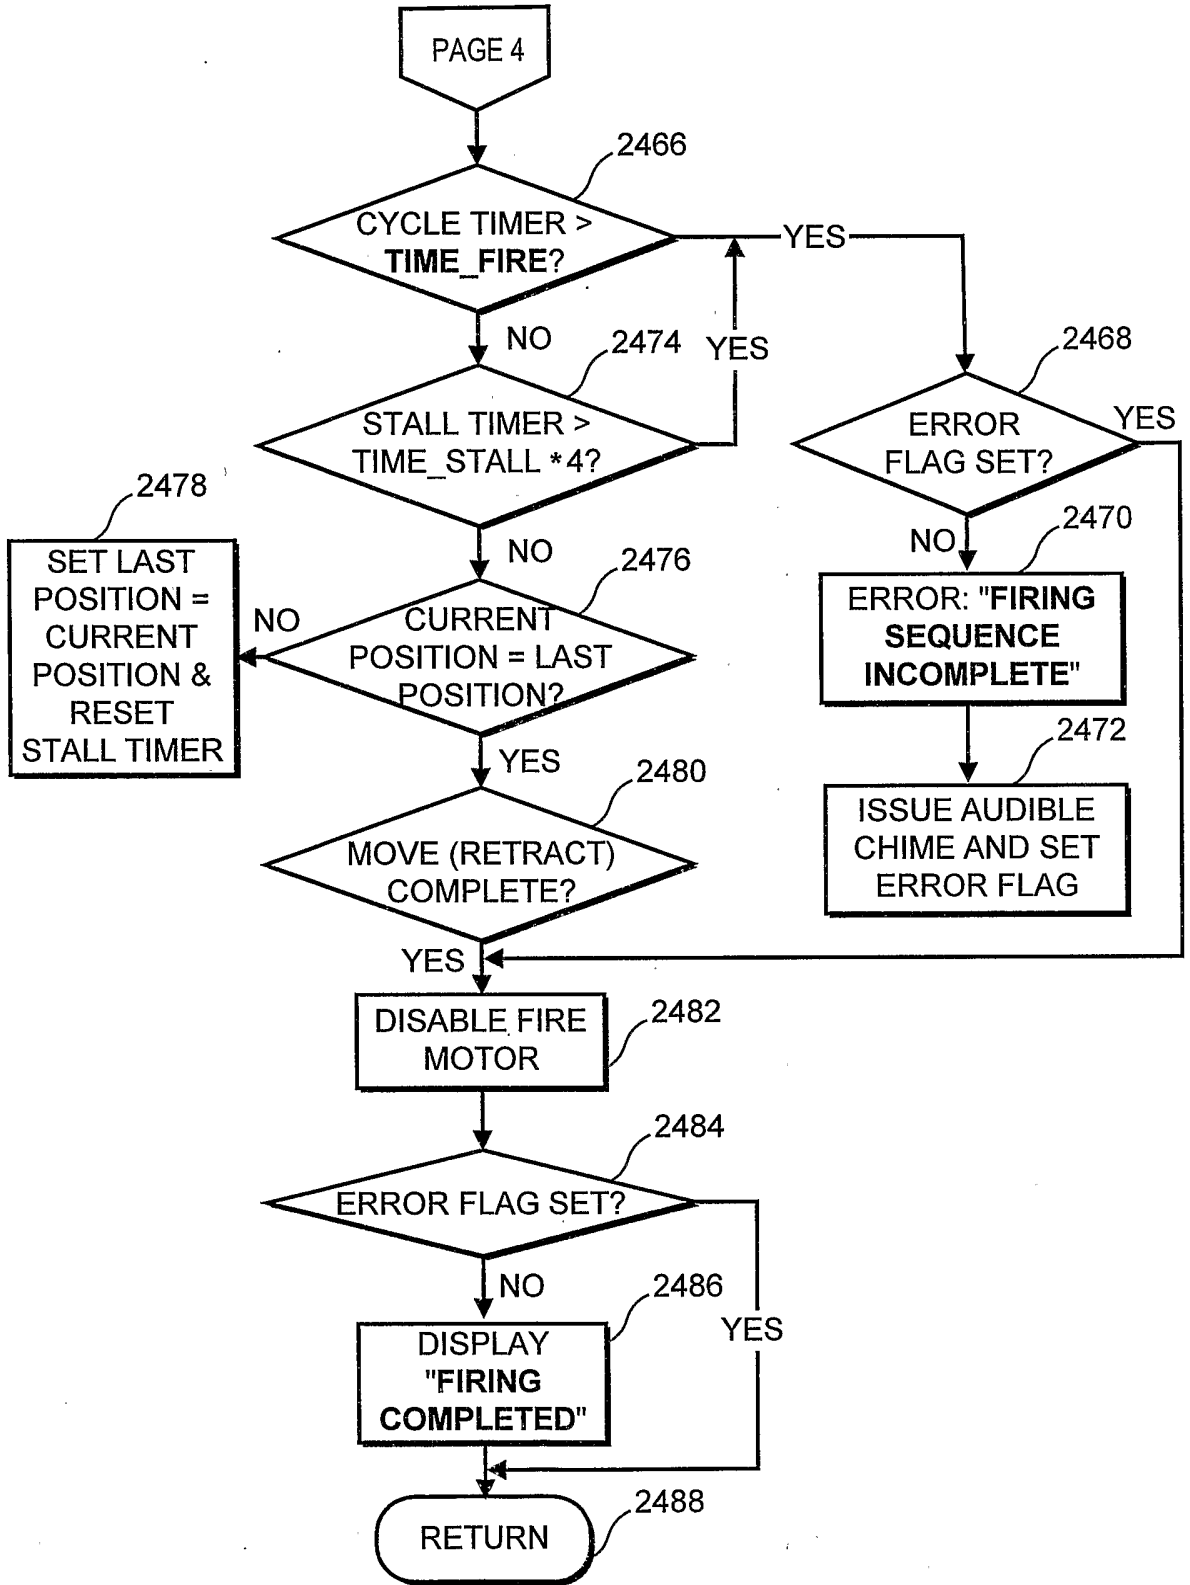 PAGE 4
2466
CYCLE TIMER >
TIME_FIRE?
YES
NO
2474
YES
STALL TIMER >
TIME_STALL *4?
2468
ERROR
FLAG SET?
YES
NO
2470
ERROR: "FIRING
SEQUENCE
INCOMPLETE"
2472
ISSUE AUDIBLE
CHIME AND SET
ERROR FLAG
NO
2476
CURRENT
POSITION = LAST
POSITION?
NO
2478
SET LAST
POSITION =
CURRENT
POSITION &
RESET
STALL TIMER
YES
2480
MOVE (RETRACT)
COMPLETE?
YES
2482
DISABLE FIRE
MOTOR
2484
ERROR FLAG SET?
NO
YES
2486
DISPLAY
"FIRING
COMPLETED"
2488
RETURN